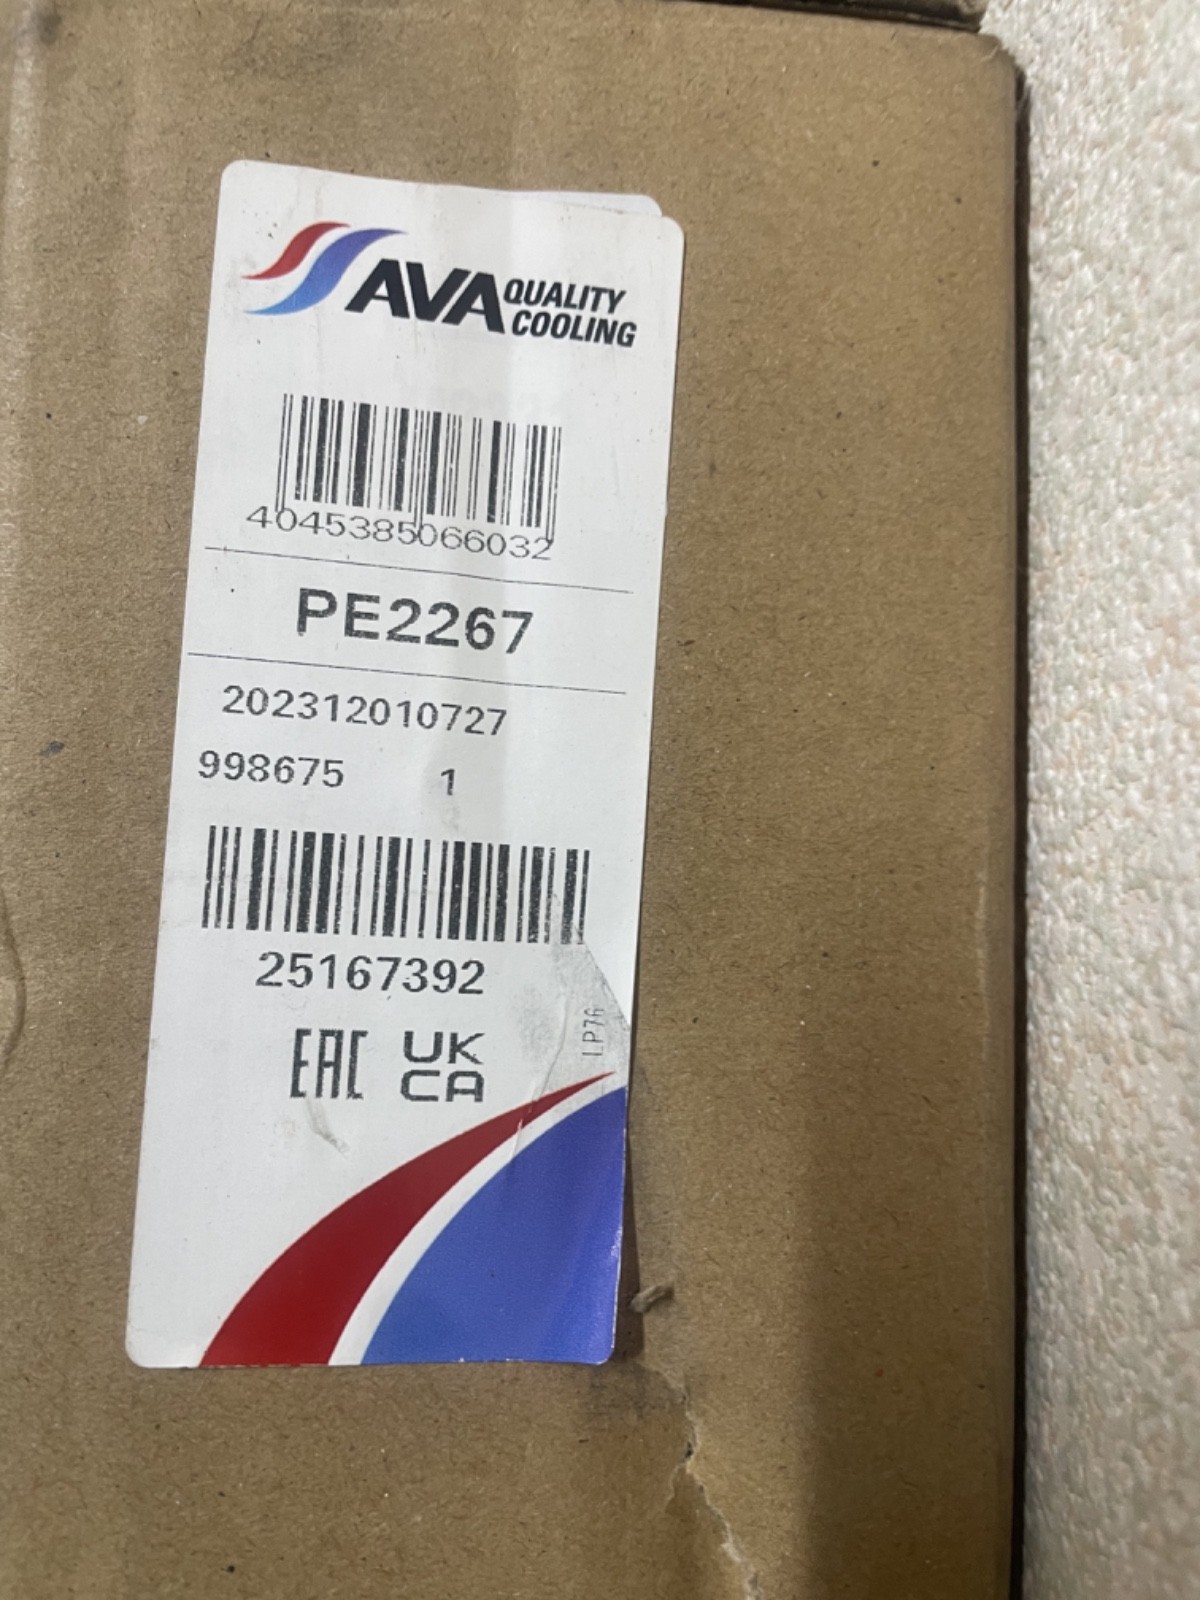 AVA QUALITY
COOLING
4045385066032
PE2267
202312010727
998675 1
25167392
EAC UK
CA
LP76